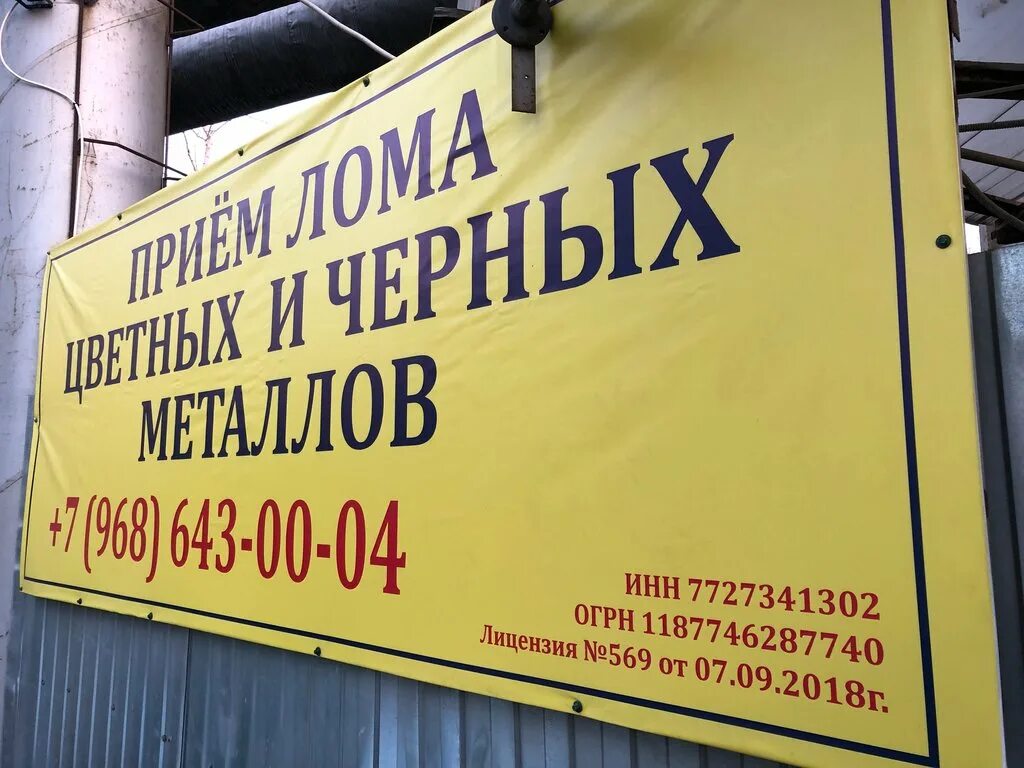 ПРИЁМ ЛОМА
ЦВЕТНЫХ И ЧЕРНЫХ
МЕТАЛЛОВ
+7 (968) 643-00-04
ИНН 7727341302
ОГРН 1187746287740
Лицензия №569 от 07.09.2018г.